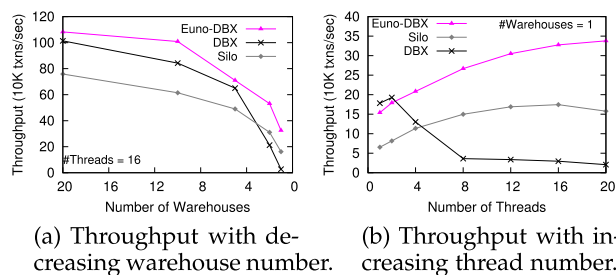 Throughput (10K txns/sec)
120
100
80
60
40
20
0
Euno-DBX
DBX
Silo
#Threads = 16
20
16
12
8
4
0
Number of Warehouses
(a) Throughput with de-
creasing warehouse number.
Throughput (10K txns/sec)
40
35
30
25
20
15
10
5
0
Euno-DBX
Silo
DBX
#Warehouses = 1
0
4
8
12
16
20
Number of Threads
(b) Throughput with in-
creasing thread number.